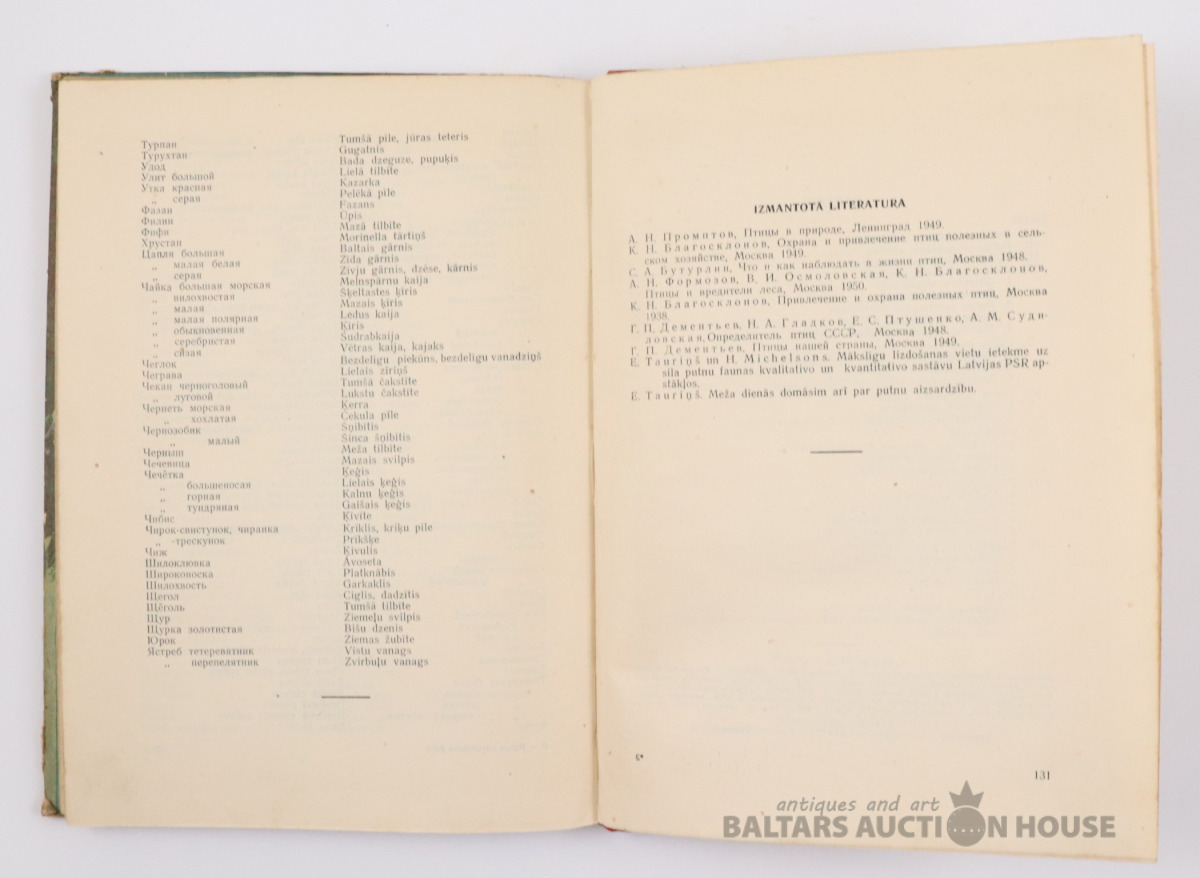 Турпан Tumšā pīle, jūras teteris
Турухтан Gugatnis
Удод Bada dzeguze, pupuķis
Улит большой Lielā tilbīte
Утка красная Kazarka
„ серая Pelēkā pīle
Фазан Fazans
Филин Ūpis
Фифи Mazā tilbīte
Хрустан Morinella tārtiņš
Цапля большая Baltais gārnis
„ малая белая Zīda gārnis
„ серая Zivju gārnis, dzēse, kārnis
Чайка большая морская Melnspārnu kaija
„ вилохвостая Šķeltastes ķīris
„ малая Mazais ķīris
„ малая полярная Ledus kaija
„ обыкновенная Ķīris
„ серебристая Sudrabkaija
„ сизая Vētras kaija, kajaks
Чеглок Bezdelīgu piekūns, bezdelīgu vanadziņš
Чеграва Lielais zīriņš
Чекан черноголовый Tumšā čakstīte
„ луговой Lukstu čakstīte
Чернеть морская Ķerra
„ хохлатая Čekula pīle
Чернозобик Šņibītis
„ малый Šinca šņibītis
Черныш Meža tilbīte
Чечевица Mazais svilpis
Чечётка Ķeģis
„ большеносая Lielais ķeģis
„ горная Kalnu ķeģis
„ тундряная Gaišais ķeģis
Чибис Ķīvīte
Чирок-свистунок, чиранка Krīklis, krīķu pīle
„ -трескунок Prīkšķe
Чиж Ķivulis
Шилоклювка Avoseta
Широконоска Platknābis
Шилохвость Garkaklis
Щегол Ciglis, dadzītis
Щёголь Tumšā tilbīte
Щур Ziemeļu svilpis
Щурка золотистая Bišu dzenis
Юрок Ziemas žubīte
Ястреб тетеревятник Vistu vanags
„ перепелятник Zvirbuļu vanags
IZMANTOTĀ LITERATURA
А. Н. Промптов, Птицы в природе, Ленинград 1949.
К. Н. Благосклонов, Охрана и привлечение птиц полезных в сель-
ском хозяйстве, Москва 1949.
С. А. Бутурлин, Что и как наблюдать в жизни птиц, Москва 1948.
А. Н. Формозов, В. И. Осмоловская, К. Н. Благосклонов,
Птицы и вредители леса, Москва 1950.
К. Н. Благосклонов, Привлечение и охрана полезных птиц, Москва
1938.
Г. П. Дементьев, Н. А. Гладков, Е. С. Птушенко, А. М. Суди-
ловская, Определитель птиц СССР, Москва 1948.
Г. П. Дементьев, Птицы нашей страны, Москва 1949.
E. Tauriņš un H. Michelsons. Mākslīgu ligzdošanas vietu ietekme uz
sila putnu faunas kvalitatīvo un kvantitatīvo sastāvu Latvijas PSR ap-
stākļos.
E. Tauriņš. Meža dienās domāsim arī par putnu aizsardzību.
6*
131
antiques and art
BALTARS AUCTION HOUSE